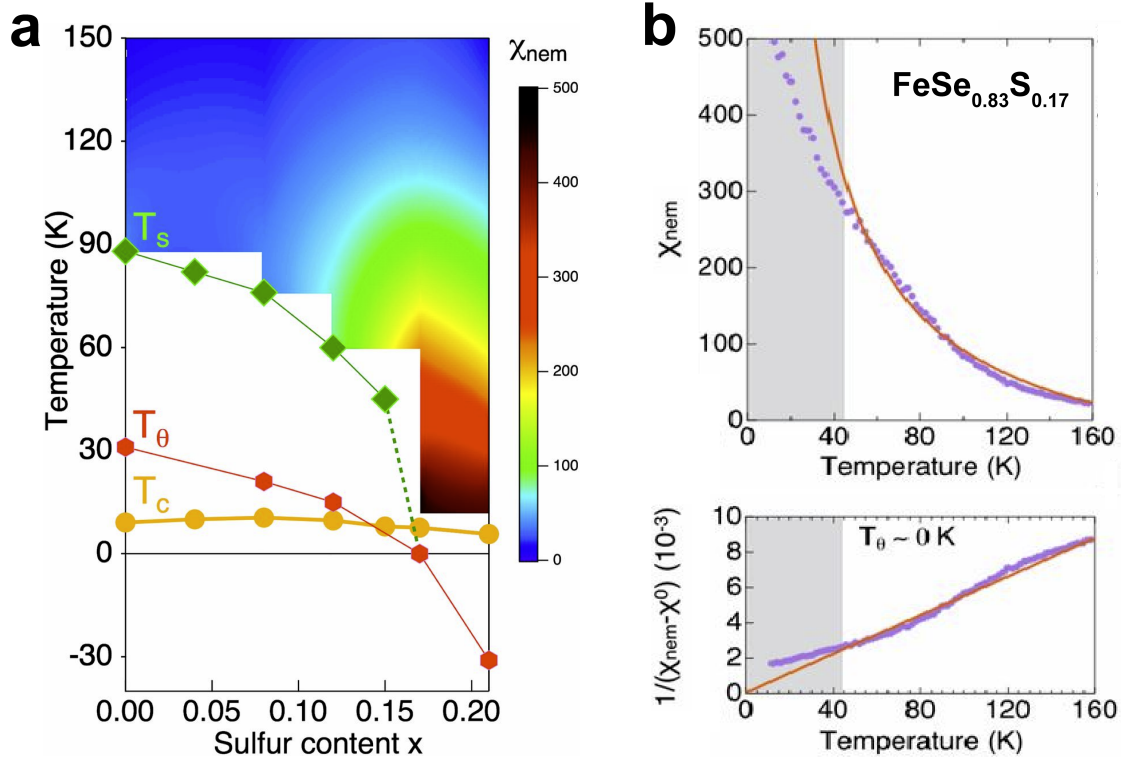 a
150
120
90
60
30
0
-30
Temperature (K)
Ts
Tθ
Tc
0.00 0.05 0.10 0.15 0.20
Sulfur content x
χnem
500
400
300
200
100
0
b
500
400
300
200
100
0
χnem
FeSe0.83S0.17
0 40 80 120 160
Temperature (K)
10
8
6
4
2
0
1/(χnem-χ0) (10-3)
Tθ ~ 0 K
0 40 80 120 160
Temperature (K)